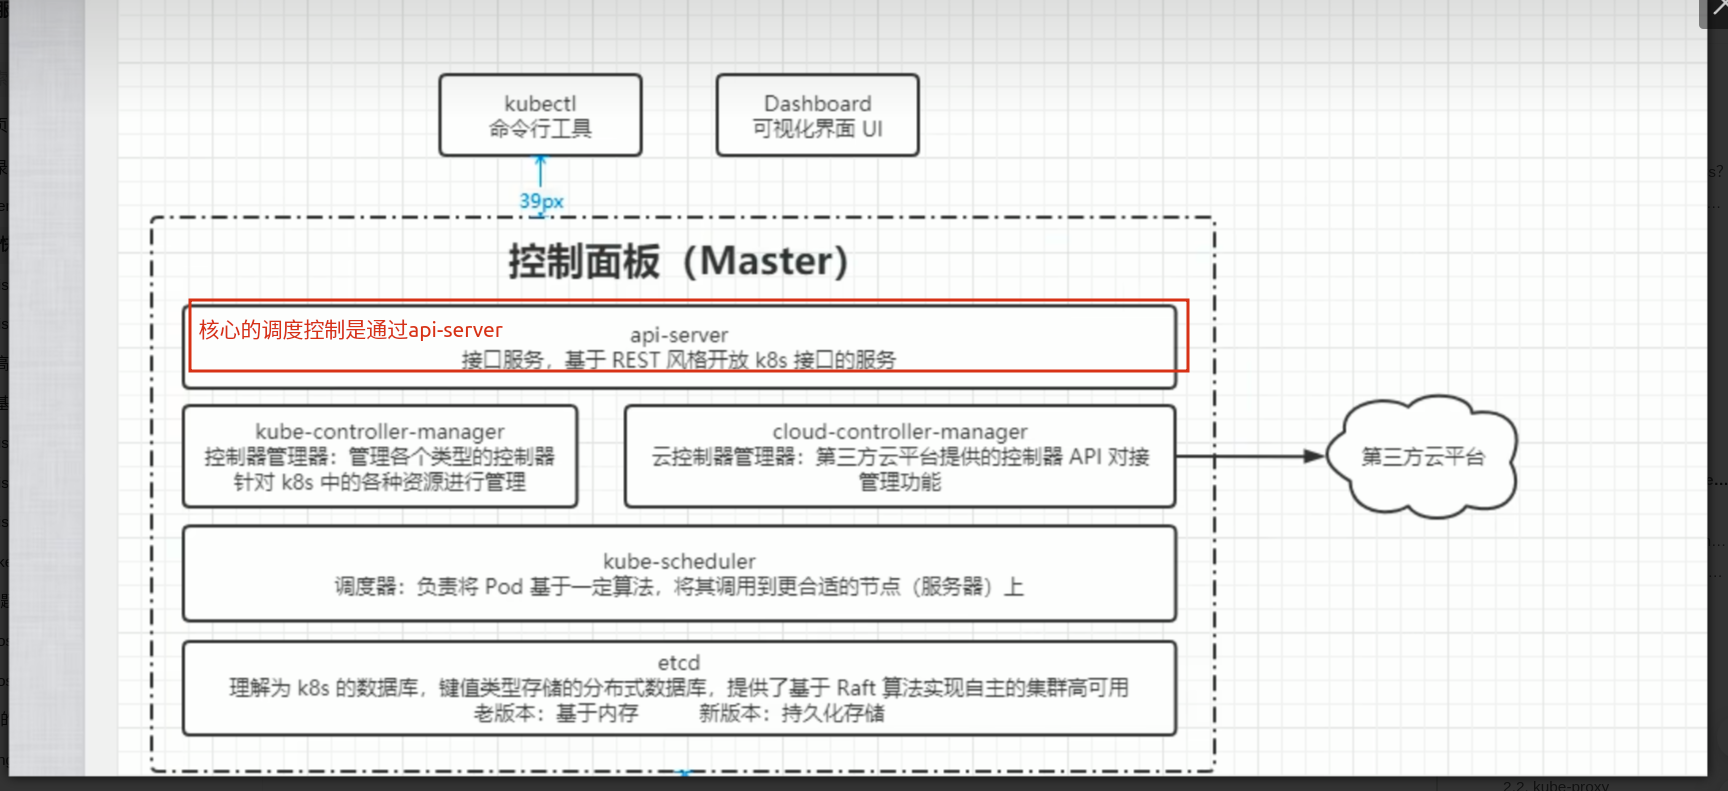 kubectl
命令行工具
Dashboard
可视化界面 UI
39px
控制面板（Master）
核心的调度控制是通过api-server
api-server
接口服务，基于 REST 风格开放 k8s 接口的服务
kube-controller-manager
控制器管理器：管理各个类型的控制器
针对 k8s 中的各种资源进行管理
cloud-controller-manager
云控制器管理器：第三方云平台提供的控制器 API 对接
管理功能
第三方云平台
kube-scheduler
调度器：负责将 Pod 基于一定算法，将其调用到更合适的节点（服务器）上
etcd
理解为 k8s 的数据库，键值类型存储的分布式数据库，提供了基于 Raft 算法实现自主的集群高可用
老版本：基于内存 新版本：持久化存储
2.2. kube-proxy